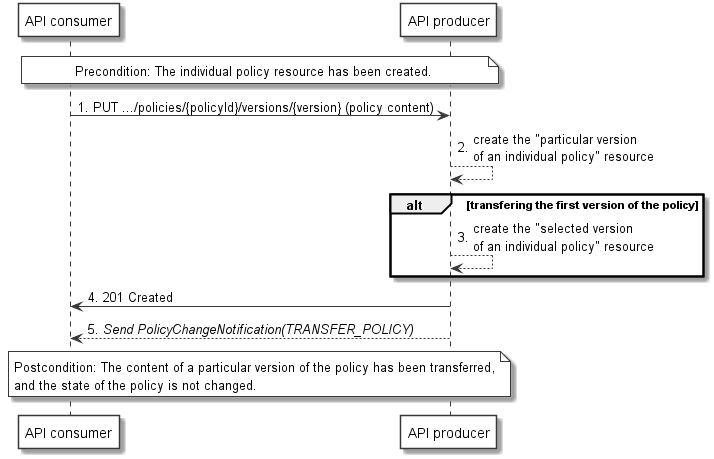 API consumer
API producer
Precondition: The individual policy resource has been created.
1. PUT .../policies/{policyId}/versions/{version} (policy content)
2. create the "particular version
of an individual policy" resource
alt
[transfering the first version of the policy]
3. create the "selected version
of an individual policy" resource
4. 201 Created
5. Send PolicyChangeNotification(TRANSFER_POLICY)
Postcondition: The content of a particular version of the policy has been transferred,
and the state of the policy is not changed.
API consumer
API producer